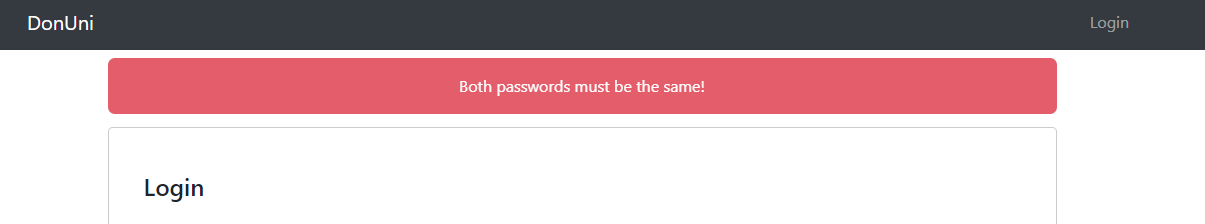 DonUni Login
Both passwords must be the same!
Login